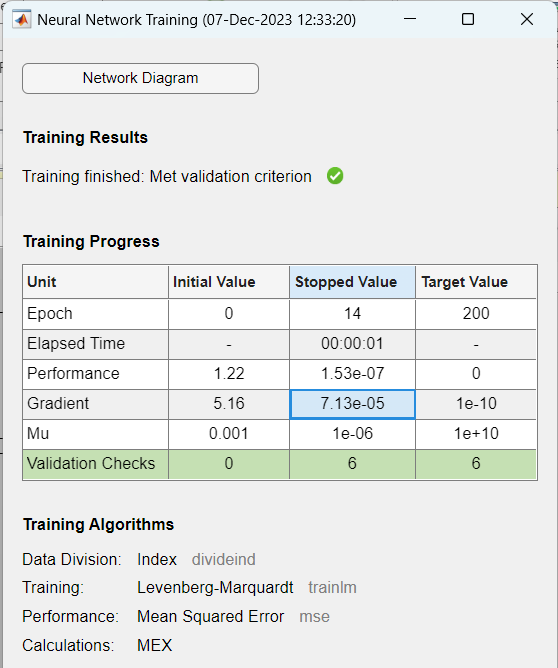 Neural Network Training (07-Dec-2023 12:33:20)
Network Diagram
Training Results
Training finished: Met validation criterion
Training Progress
Unit Initial Value Stopped Value Target Value
Epoch 0 14 200
Elapsed Time - 00:00:01 -
Performance 1.22 1.53e-07 0
Gradient 5.16 7.13e-05 1e-10
Mu 0.001 1e-06 1e+10
Validation Checks 0 6 6
Training Algorithms
Data Division: Index divideind
Training: Levenberg-Marquardt trainlm
Performance: Mean Squared Error mse
Calculations: MEX